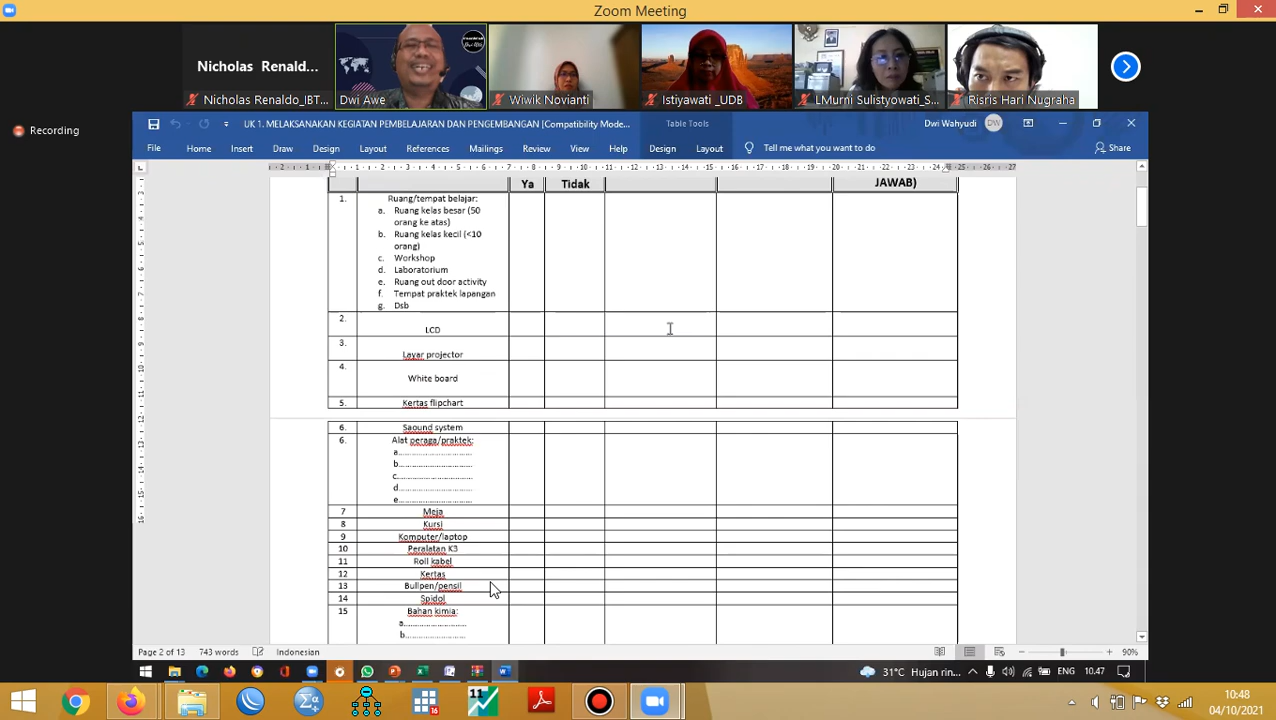 Zoom Meeting
Nicholas Renaldo...
Nicholas Renaldo_IBT...
Dwi Awe
Wiwik Novianti
Istiyawati _UDB
LMurni Sulistyowati_S...
Risris Hari Nugraha
Recording
UK 1. MELAKSANAKAN KEGIATAN PEMBELAJARAN DAN PENGEMBANGAN [Compatibility Mode...
Table Tools
Dwi Wahyudi
DW
File Home Insert Draw Design Layout References Mailings Review View Help Design Layout Tell me what you want to do Share
Ya Tidak JAWAB)
1. Ruang/tempat belajar:
a. Ruang kelas besar (50
orang ke atas)
b. Ruang kelas kecil (<10
orang)
c. Workshop
d. Laboratorium
e. Ruang out door activity
f. Tempat praktek lapangan
g. Dsb
2.
LCD
3.
Layar projector
4.
White board
5. Kertas flipchart
6. Saound system
6. Alat peraga/praktek:
a..............................
b..............................
c..............................
d..............................
e..............................
7 Meja
8 Kursi
9 Komputer/laptop
10 Peralatan K3
11 Roll kabel
12 Kertas
13 Bullpen/pensil
14 Spidol
15 Bahan kimia:
a..........................
b..........................
Page 2 of 13 743 words Indonesian 90%
31°C Hujan rin... ENG 10.47
10:48
04/10/2021